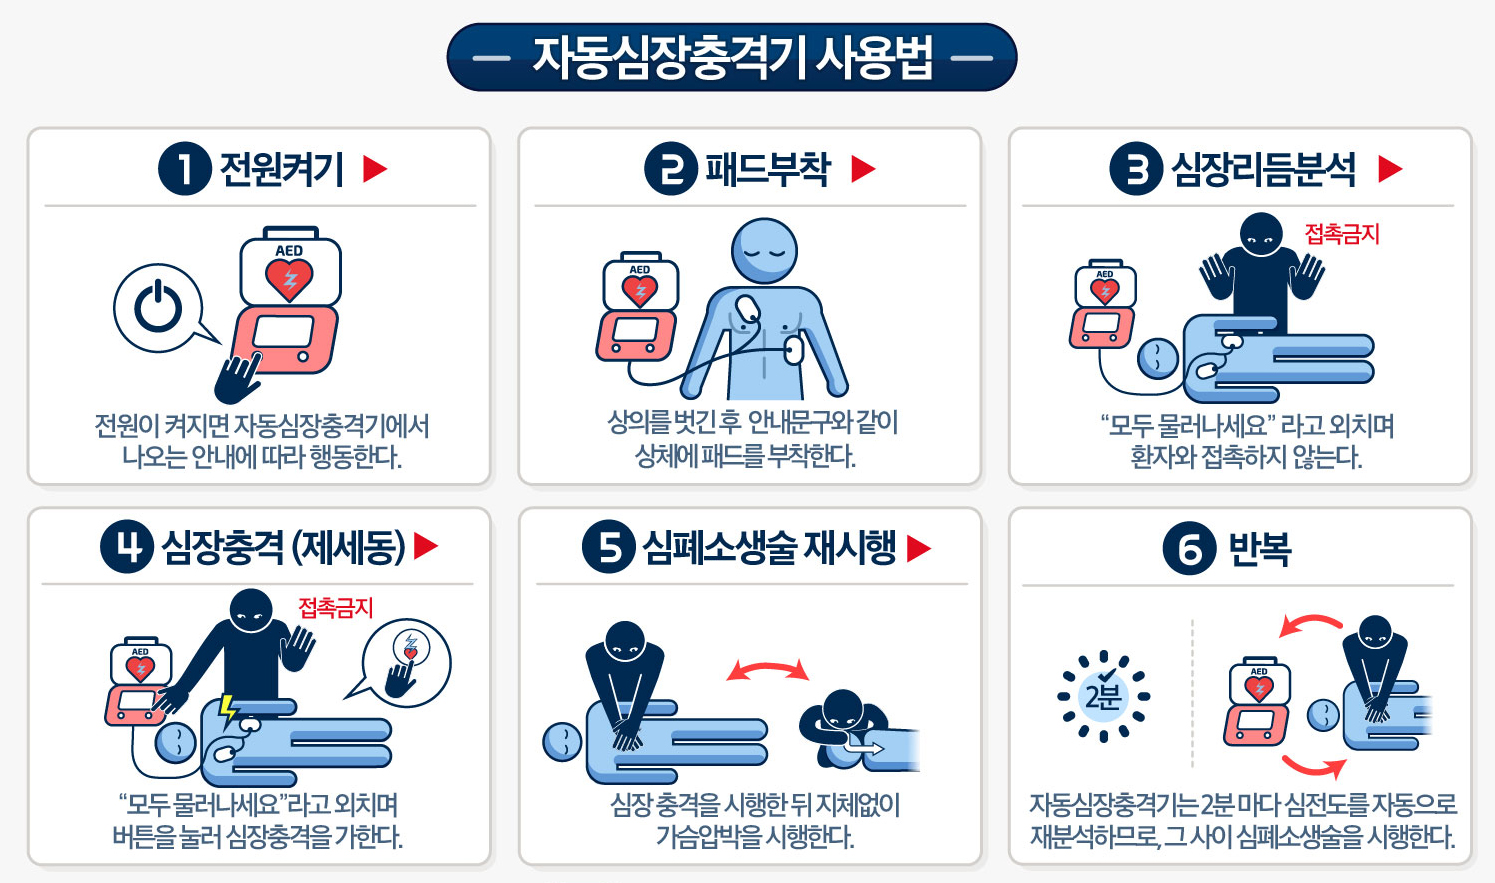 자동심장충격기 사용법
1 전원켜기
AED
전원이 켜지면 자동심장충격기에서
나오는 안내에 따라 행동한다.
2 패드부착
AED
상의를 벗긴 후 안내문구와 같이
상체에 패드를 부착한다.
3 심장리듬분석
접촉금지
AED
“모두 물러나세요” 라고 외치며
환자와 접촉하지 않는다.
4 심장충격 (제세동)
접촉금지
AED
“모두 물러나세요”라고 외치며
버튼을 눌러 심장충격을 가한다.
5 심폐소생술 재시행
심장 충격을 시행한 뒤 지체없이
가슴압박을 시행한다.
6 반복
AED
2분
자동심장충격기는 2분 마다 심전도를 자동으로
재분석하므로, 그 사이 심폐소생술을 시행한다.